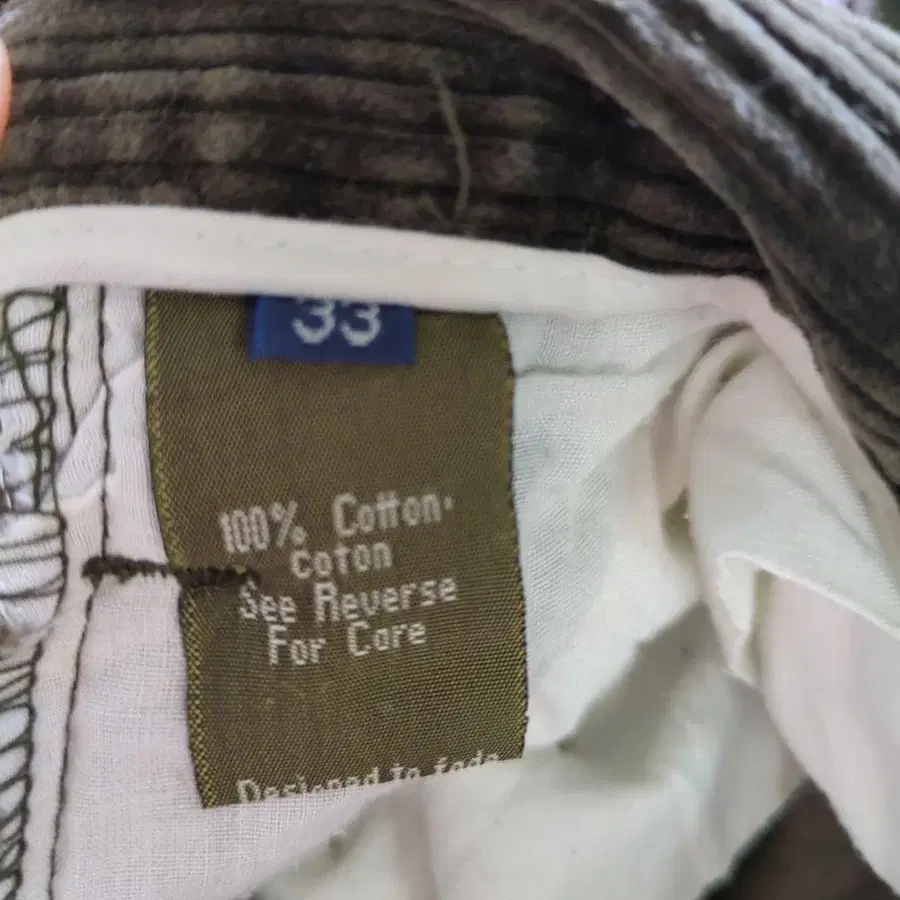 33
100% Cotton·
coton
See Reverse
For Care
Designed to fade